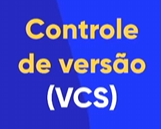 Controle
de versão
(VCS)